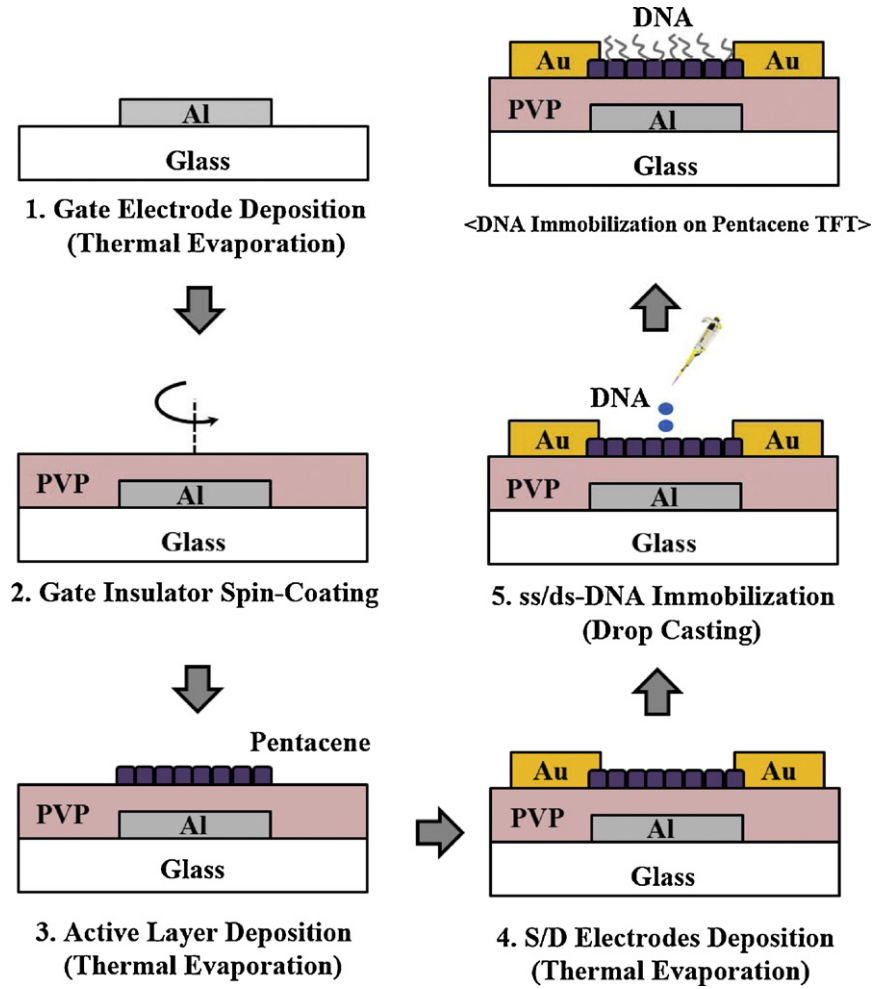 Al
Glass
1. Gate Electrode Deposition
(Thermal Evaporation)
PVP
Al
Glass
2. Gate Insulator Spin-Coating
Pentacene
PVP
Al
Glass
3. Active Layer Deposition
(Thermal Evaporation)
Au
Au
PVP
Al
Glass
4. S/D Electrodes Deposition
(Thermal Evaporation)
DNA
Au
Au
PVP
Al
Glass
5. ss/ds-DNA Immobilization
(Drop Casting)
DNA
Au
Au
PVP
Al
Glass
<DNA Immobilization on Pentacene TFT>